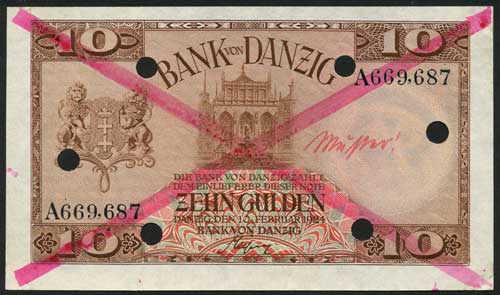 10 BANK VON DANZIG 10
A669,687
Muster!
DIE BANK VON DANZIG ZAHLT
DEM EINLIEFERER DIESER NOTE
A669,687
ZEHN GULDEN
DANZIG, DEN 10. FEBRUAR 1924
BANK VON DANZIG
10 10